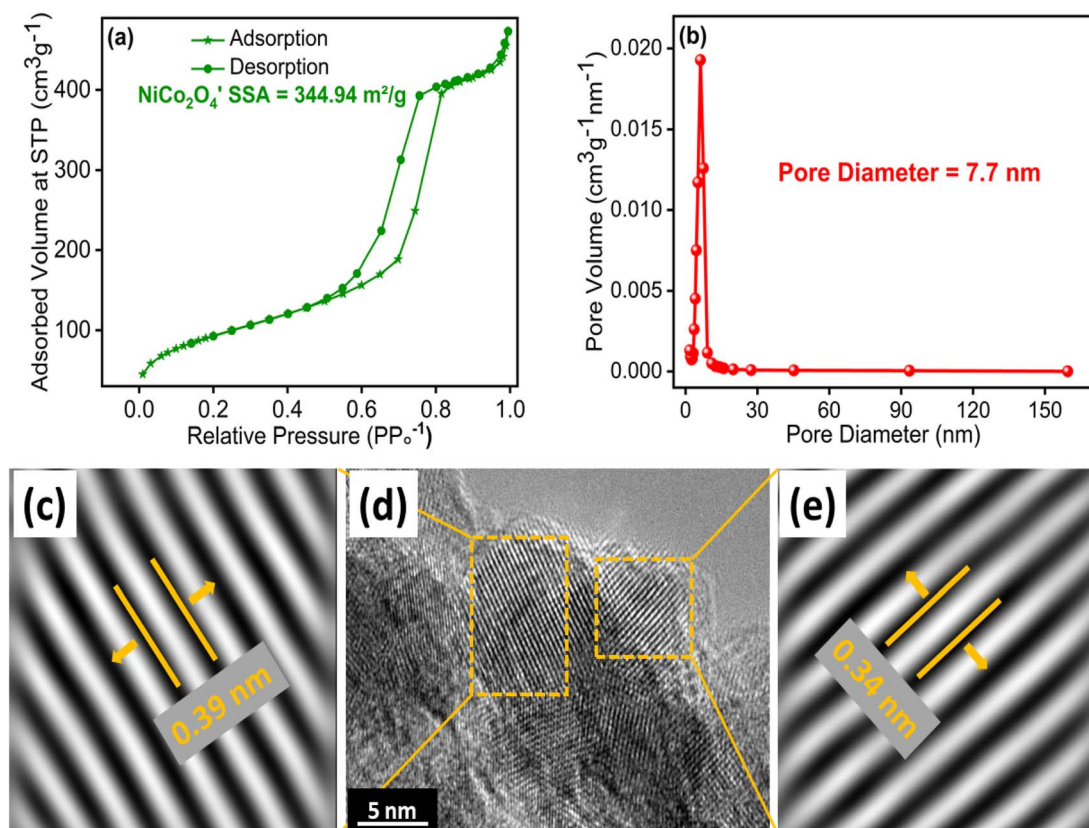 (a)
Adsorption
Desorption
NiCo₂O₄' SSA = 344.94 m²/g
Adsorbed Volume at STP (cm³g⁻¹)
400
300
200
100
0.0 0.2 0.4 0.6 0.8 1.0
Relative Pressure (PP₀⁻¹)
(b)
Pore Diameter = 7.7 nm
Pore Volume (cm³g⁻¹nm⁻¹)
0.020
0.015
0.010
0.005
0.000
0 30 60 90 120 150
Pore Diameter (nm)
(c)
0.39 nm
(d)
5 nm
(e)
0.34 nm